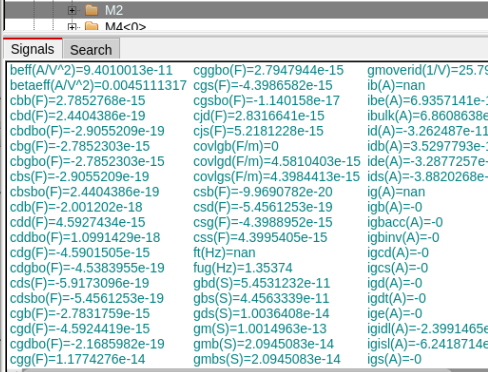 M2
M4<0>
Signals Search
beff(A/V^2)=9.4010013e-11 cggbo(F)=2.7947944e-15 gmoverid(1/V)=25.79
betaeff(A/V^2)=0.0045111317 cgs(F)=-4.3986582e-15 ib(A)=nan
cbb(F)=2.7852768e-15 cgsbo(F)=-1.140158e-17 ibe(A)=6.9357141e-1
cbd(F)=2.4404386e-19 cjd(F)=2.8316641e-15 ibulk(A)=6.8608638e
cbdbo(F)=-2.9055209e-19 cjs(F)=5.2181228e-15 id(A)=-3.262487e-11
cbg(F)=-2.7852303e-15 covlgb(F/m)=0 idb(A)=3.5297793e-1
cbgbo(F)=-2.7852303e-15 covlgd(F/m)=4.5810403e-15 ide(A)=-3.2877257e-
cbs(F)=-2.9055209e-19 covlgs(F/m)=4.3984413e-15 ids(A)=-3.8820268e-
cbsbo(F)=2.4404386e-19 csb(F)=-9.9690782e-20 ig(A)=nan
cdb(F)=-2.001202e-18 csd(F)=-5.4561253e-19 igb(A)=-0
cdd(F)=4.5927434e-15 csg(F)=-4.3988952e-15 igbacc(A)=-0
cddbo(F)=1.0991429e-18 css(F)=4.3995405e-15 igbinv(A)=-0
cdg(F)=-4.5901505e-15 ft(Hz)=nan igcd(A)=-0
cdgbo(F)=-4.5383955e-19 fug(Hz)=1.35374 igcs(A)=-0
cds(F)=-5.9173096e-19 gbd(S)=5.4531232e-11 igd(A)=-0
cdsbo(F)=-5.4561253e-19 gbs(S)=4.4563339e-11 igdt(A)=-0
cgb(F)=-2.7831759e-15 gds(S)=1.0036408e-14 ige(A)=-0
cgd(F)=-4.5924419e-15 gm(S)=1.0014963e-13 igidl(A)=-2.3991465e
cgdbo(F)=-2.1685982e-19 gmb(S)=2.0945083e-14 igisl(A)=-6.2418714e
cgg(F)=1.1774276e-14 gmbs(S)=2.0945083e-14 igs(A)=-0